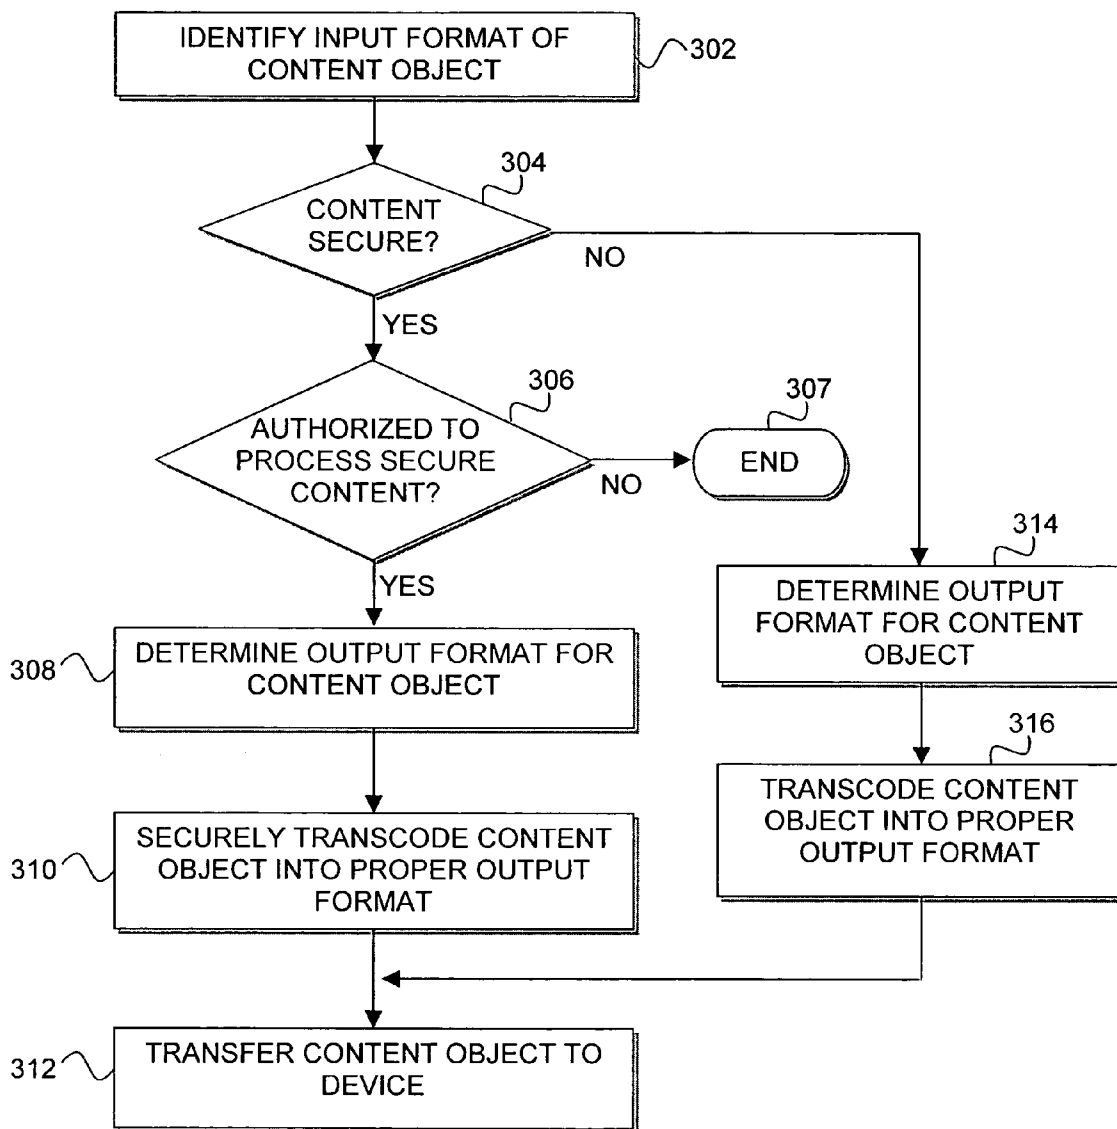 IDENTIFY INPUT FORMAT OF
CONTENT OBJECT
302
304
CONTENT
SECURE?
NO
YES
306
307
AUTHORIZED TO
PROCESS SECURE
CONTENT?
END
NO
YES
314
DETERMINE OUTPUT
FORMAT FOR CONTENT
OBJECT
308
DETERMINE OUTPUT FORMAT FOR
CONTENT OBJECT
316
TRANSCODE CONTENT
OBJECT INTO PROPER
OUTPUT FORMAT
310
SECURELY TRANSCODE CONTENT
OBJECT INTO PROPER OUTPUT
FORMAT
312
TRANSFER CONTENT OBJECT TO
DEVICE